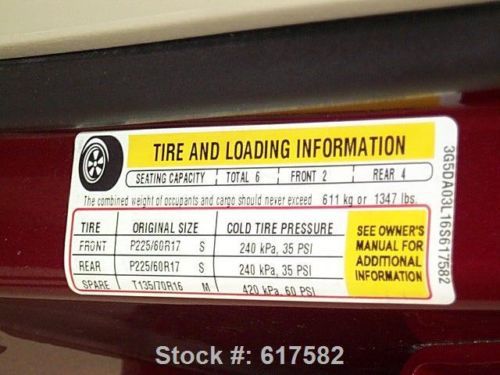 TIRE AND LOADING INFORMATION
SEATING CAPACITY TOTAL 6 FRONT 2 REAR 4
The combined weight of occupants and cargo should never exceed 611 kg or 1347 lbs.
TIRE ORIGINAL SIZE COLD TIRE PRESSURE
FRONT P225/60R17 S 240 kPa, 35 PSI
REAR P225/60R17 S 240 kPa, 35 PSI
SPARE T135/70R16 M 420 kPa, 60 PSI
SEE OWNER'S
MANUAL FOR
ADDITIONAL
INFORMATION
3G5DA03L16S617582
Stock #: 617582